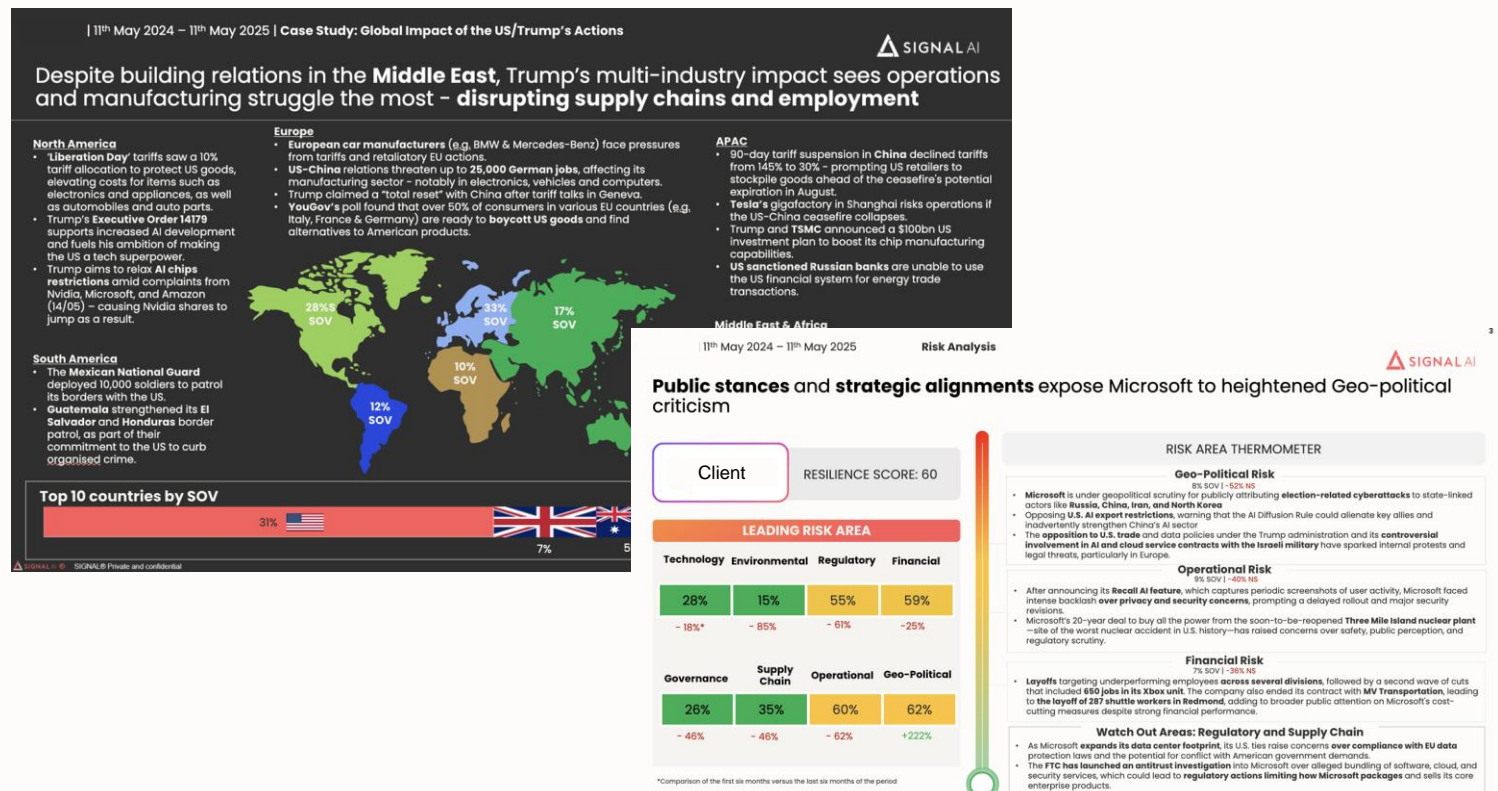 | 11th May 2024 – 11th May 2025 | Case Study: Global Impact of the US/Trump's Actions
SIGNAL AI
Despite building relations in the Middle East, Trump's multi-industry impact sees operations
and manufacturing struggle the most - disrupting supply chains and employment
North America
• 'Liberation Day' tariffs saw a 10%
tariff allocation to protect US goods,
elevating costs for items such as
electronics and appliances, as well
as automobiles and auto parts.
• Trump's Executive Order 14179
supports increased AI development
and fuels his ambition of making
the US a tech superpower.
• Trump aims to relax AI chips
restrictions amid complaints from
Nvidia, Microsoft, and Amazon
(14/05) – causing Nvidia shares to
jump as a result.
South America
• The Mexican National Guard
deployed 10,000 soldiers to patrol
its borders with the US.
• Guatemala strengthened its El
Salvador and Honduras border
patrol, as part of their
commitment to the US to curb
organised crime.
Europe
• European car manufacturers (e.g. BMW & Mercedes-Benz) face pressures
from tariffs and retaliatory EU actions.
• US-China relations threaten up to 25,000 German jobs, affecting its
manufacturing sector - notably in electronics, vehicles and computers.
• Trump claimed a "total reset" with China after tariff talks in Geneva.
• YouGov's poll found that over 50% of consumers in various EU countries (e.g.
Italy, France & Germany) are ready to boycott US goods and find
alternatives to American products.
APAC
• 90-day tariff suspension in China declined tariffs
from 145% to 30% - prompting US retailers to
stockpile goods ahead of the ceasefire's potential
expiration in August.
• Tesla's gigafactory in Shanghai risks operations if
the US-China ceasefire collapses.
• Trump and TSMC announced a $100bn US
investment plan to boost its chip manufacturing
capabilities.
• US sanctioned Russian banks are unable to use
the US financial system for energy trade
transactions.
Middle East & Africa
28%S
SOV
33%
SOV
17%
SOV
10%
SOV
12%
SOV
Top 10 countries by SOV
31%
7%
5
SIGNAL AI ® SIGNAL® Private and confidential
3
11th May 2024 – 11th May 2025 Risk Analysis
SIGNAL AI
Public stances and strategic alignments expose Microsoft to heightened Geo-political
criticism
Client
RESILIENCE SCORE: 60
LEADING RISK AREA
Technology Environmental Regulatory Financial
28% 15% 55% 59%
- 18%* - 85% - 61% -25%
Governance Supply Chain Operational Geo-Political
26% 35% 60% 62%
- 46% - 46% - 62% +222%
*Comparison of the first six months versus the last six months of the period
RISK AREA THERMOMETER
Geo-Political Risk
8% SOV | -52% NS
• Microsoft is under geopolitical scrutiny for publicly attributing election-related cyberattacks to state-linked
actors like Russia, China, Iran, and North Korea
• Opposing U.S. AI export restrictions, warning that the AI Diffusion Rule could alienate key allies and
inadvertently strengthen China's AI sector
• The opposition to U.S. trade and data policies under the Trump administration and its controversial
involvement in AI and cloud service contracts with the Israeli military have sparked internal protests and
legal threats, particularly in Europe.
Operational Risk
9% SOV | -40% NS
• After announcing its Recall AI feature, which captures periodic screenshots of user activity, Microsoft faced
intense backlash over privacy and security concerns, prompting a delayed rollout and major security
revisions.
• Microsoft's 20-year deal to buy all the power from the soon-to-be-reopened Three Mile Island nuclear plant
—site of the worst nuclear accident in U.S. history—has raised concerns over safety, public perception, and
regulatory scrutiny.
Financial Risk
7% SOV | -36% NS
• Layoffs targeting underperforming employees across several divisions, followed by a second wave of cuts
that included 650 jobs in its Xbox unit. The company also ended its contract with MV Transportation, leading
to the layoff of 287 shuttle workers in Redmond, adding to broader public attention on Microsoft's cost-
cutting measures despite strong financial performance.
Watch Out Areas: Regulatory and Supply Chain
• As Microsoft expands its data center footprint, its U.S. ties raise concerns over compliance with EU data
protection laws and the potential for conflict with American government demands.
• The FTC has launched an antitrust investigation into Microsoft over alleged bundling of software, cloud, and
security services, which could lead to regulatory actions limiting how Microsoft packages and sells its core
enterprise products.